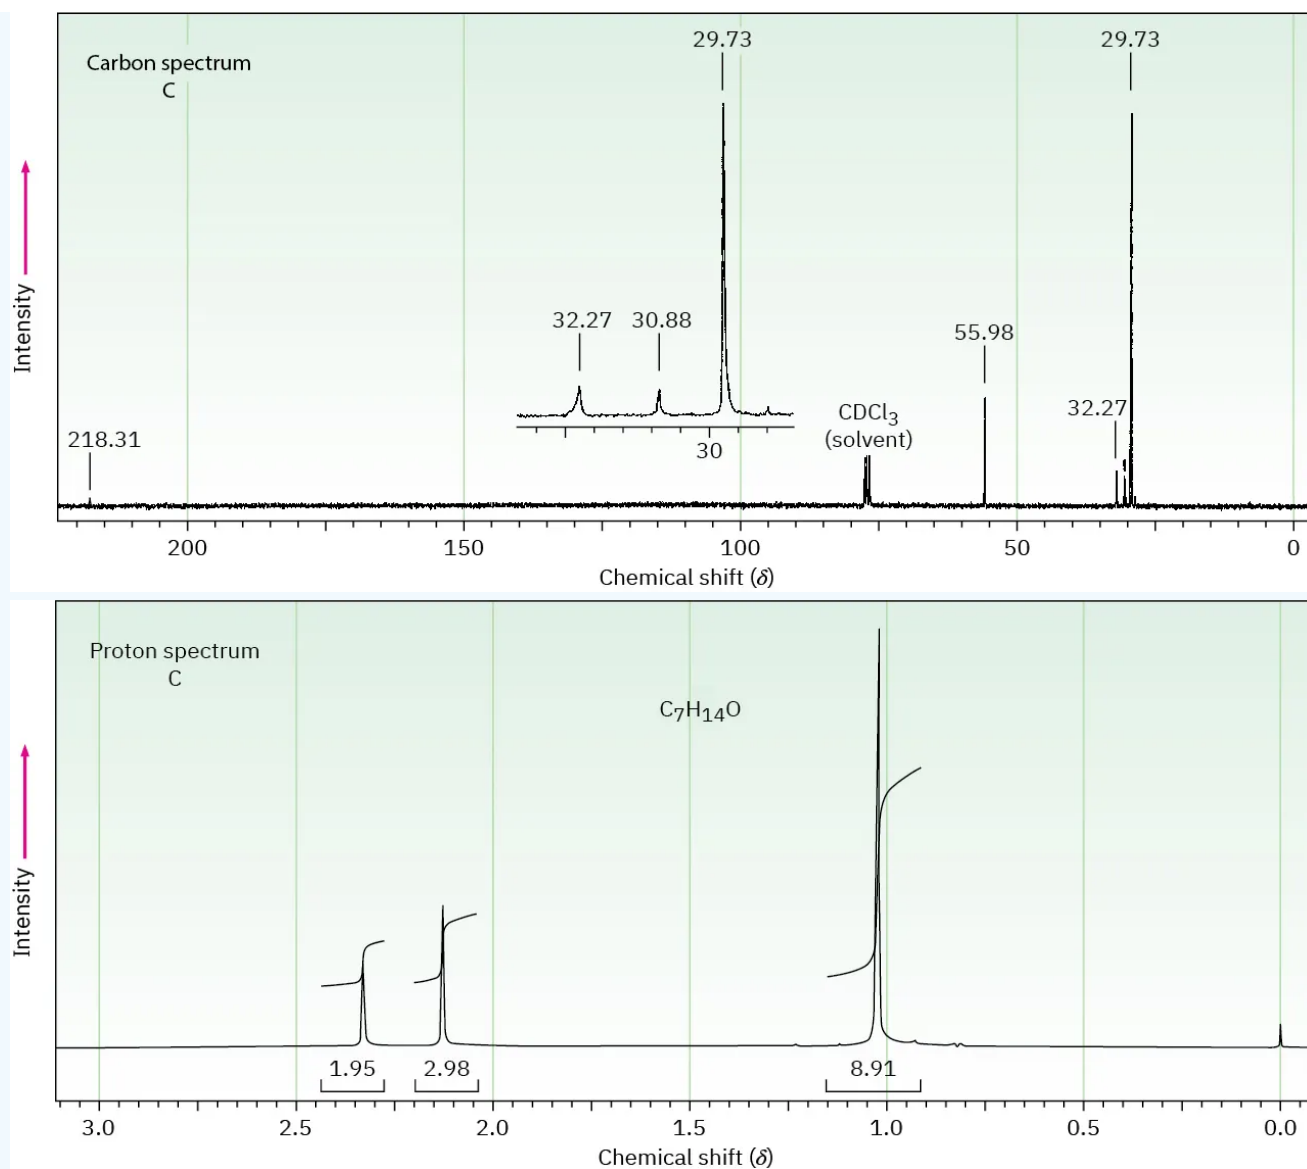 29.73
29.73
Carbon spectrum
C
32.27
30.88
55.98
CDCl₃
(solvent)
32.27
218.31
30
Intensity
200
150
100
50
0
Chemical shift (δ)
Proton spectrum
C
C₇H₁₄O
Intensity
1.95
2.98
8.91
3.0
2.5
2.0
1.5
1.0
0.5
0.0
Chemical shift (δ)